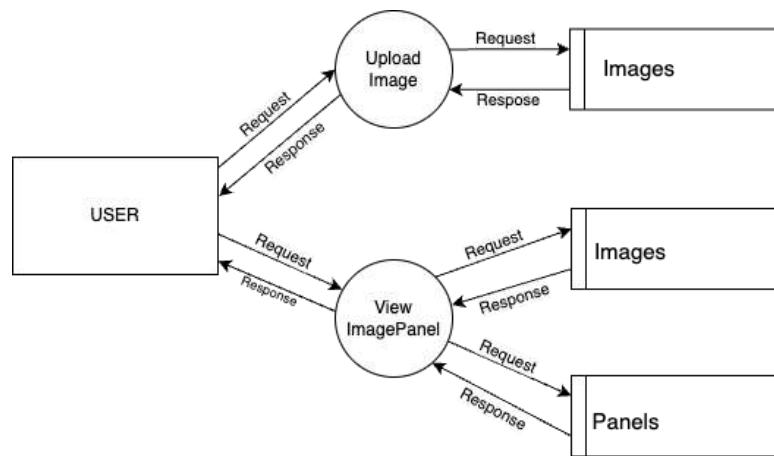 Upload
Image
Request
Images
Respose
Request
Response
USER
Request
Response
View
ImagePanel
Request
Images
Response
Request
Response
Panels